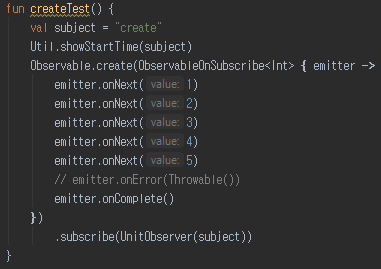 fun createTest() {
    val subject = "create"
    Util.showStartTime(subject)
    Observable.create(ObservableOnSubscribe<Int> { emitter ->
        emitter.onNext( value: 1)
        emitter.onNext( value: 2)
        emitter.onNext( value: 3)
        emitter.onNext( value: 4)
        emitter.onNext( value: 5)
        // emitter.onError(Throwable())
        emitter.onComplete()
    })
        .subscribe(UnitObserver(subject))
}